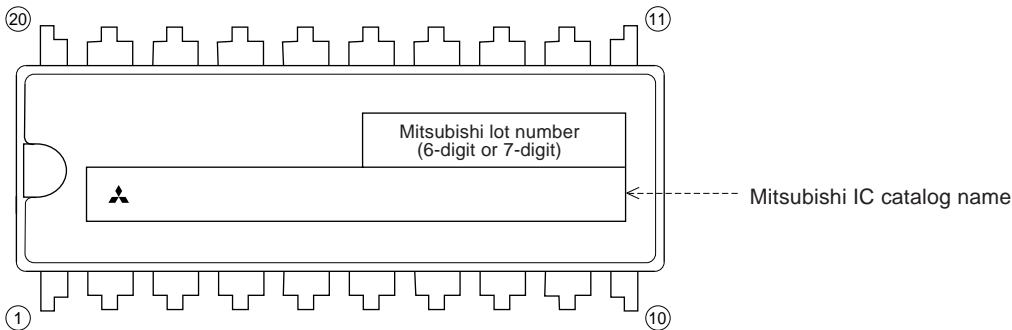 20 11
Mitsubishi lot number
(6-digit or 7-digit)
Mitsubishi IC catalog name
1 10